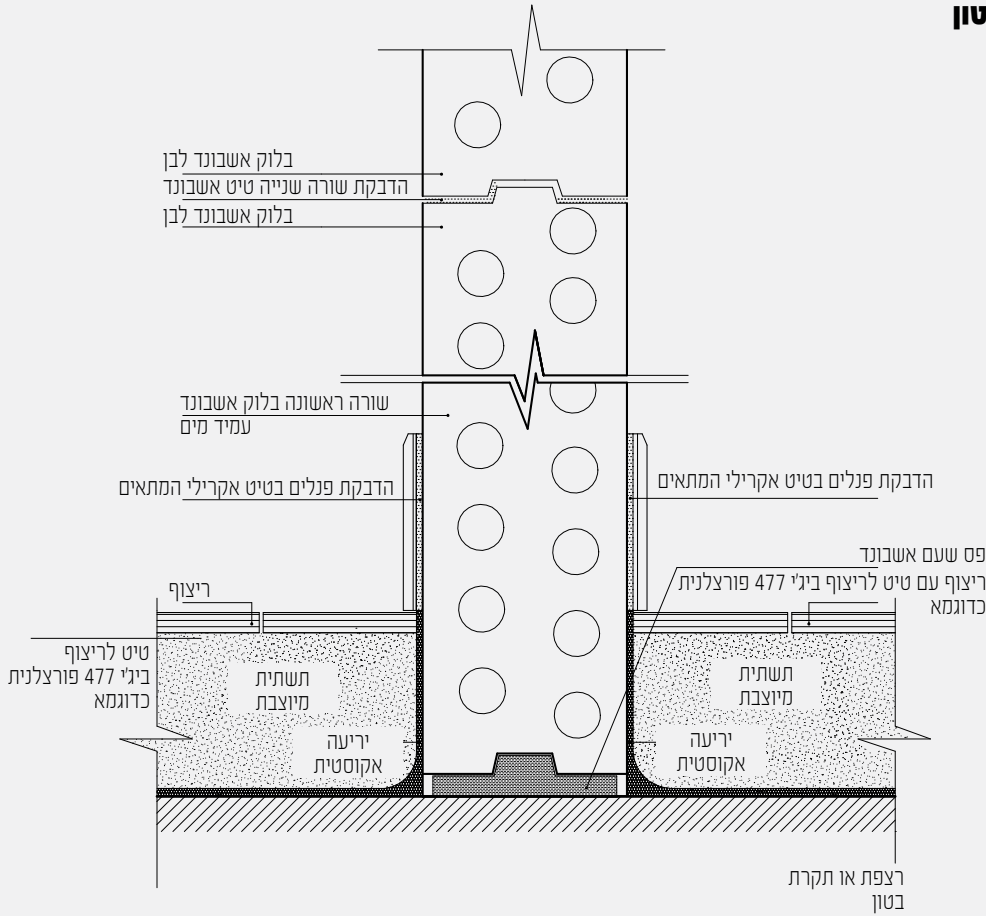 טון
בלוק אשבונד לבן
הדבקת שורה שנייה טיט אשבונד
בלוק אשבונד לבן
שורה ראשונה בלוק אשבונד
עמיד מים
הדבקת פנלים בטיט אקרילי המתאים
הדבקת פנלים בטיט אקרילי המתאים
פס שעם אשבונד
ריצוף עם טיט לריצוף ביג'י 477 פורצלנית
כדוגמא
ריצוף
טיט לריצוף
ביג'י 477 פורצלנית
כדוגמא
תשתית
מיוצבת
תשתית
מיוצבת
יריעה
אקוסטית
יריעה
אקוסטית
רצפת או תקרת
בטון